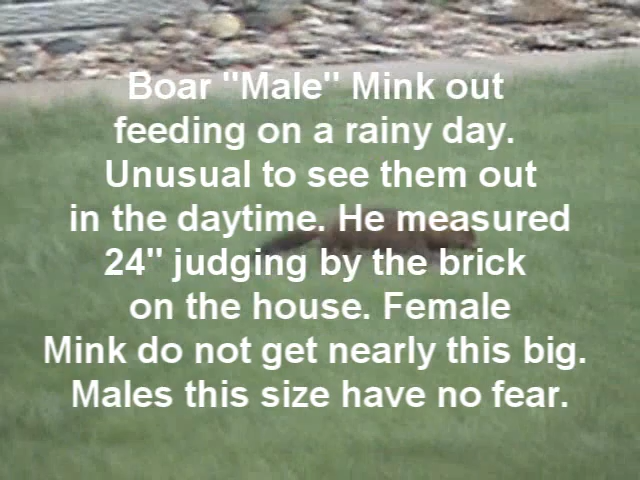 Boar "Male" Mink out
feeding on a rainy day.
Unusual to see them out
in the daytime. He measured
24" judging by the brick
on the house. Female
Mink do not get nearly this big.
Males this size have no fear.